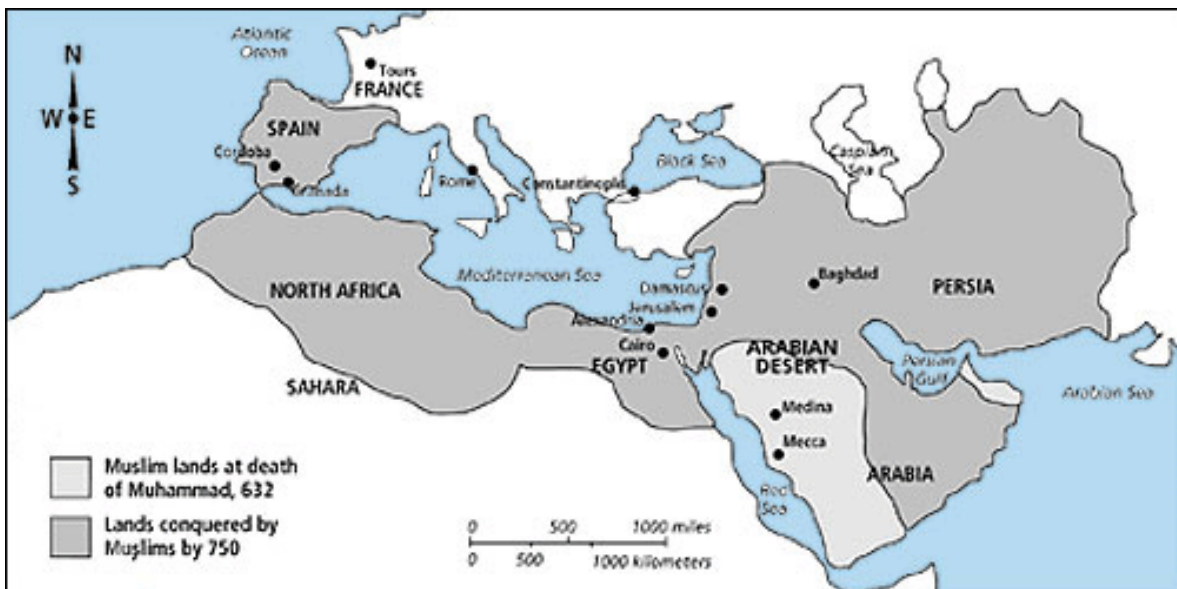 Atlantic
Ocean
N
W E
S
Tours
FRANCE
SPAIN
Cordoba
Granada
Rome
Constantinople
Black Sea
Caspian
Sea
Mediterranean Sea
NORTH AFRICA
Damascus
Jerusalem
Alexandria
Cairo
EGYPT
Baghdad
PERSIA
ARABIAN
DESERT
Persian
Gulf
Arabian Sea
SAHARA
Medina
Mecca
ARABIA
Red
Sea
Muslim lands at death
of Muhammad, 632
Lands conquered by
Muslims by 750
0 500 1000 miles
0 500 1000 kilometers